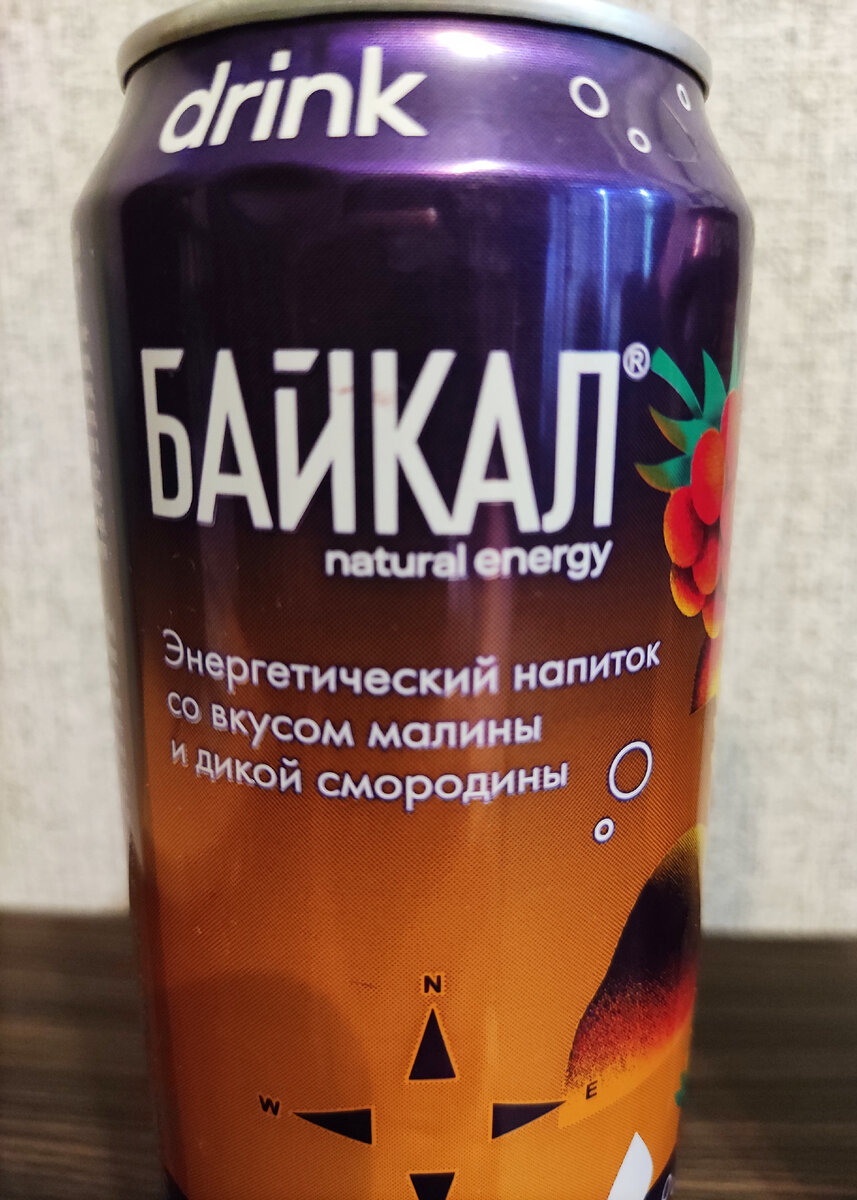 drink
БАЙКАЛ®
natural energy
Энергетический напиток
со вкусом малины
и дикой смородины
N
W E